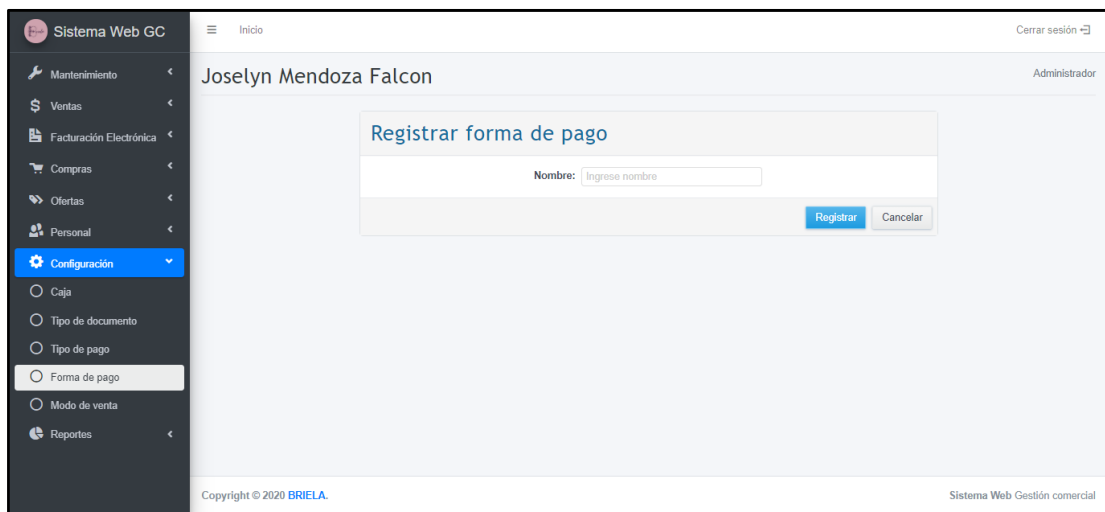 Sistema Web GC
Inicio
Cerrar sesión
Mantenimiento
Ventas
Facturación Electrónica
Compras
Ofertas
Personal
Configuración
Caja
Tipo de documento
Tipo de pago
Forma de pago
Modo de venta
Reportes
Joselyn Mendoza Falcon
Administrador
Registrar forma de pago
Nombre: Ingrese nombre
Registrar Cancelar
Copyright © 2020 BRIELA.
Sistema Web Gestión comercial